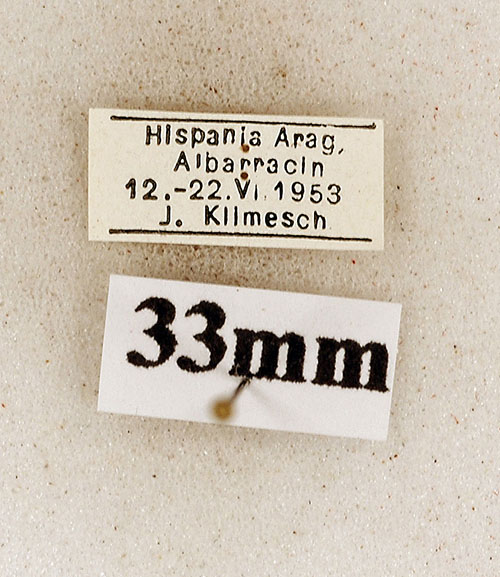 Hispania Arag,
Albarracin
12.-22.VI.1953
J. Klimesch
33mm